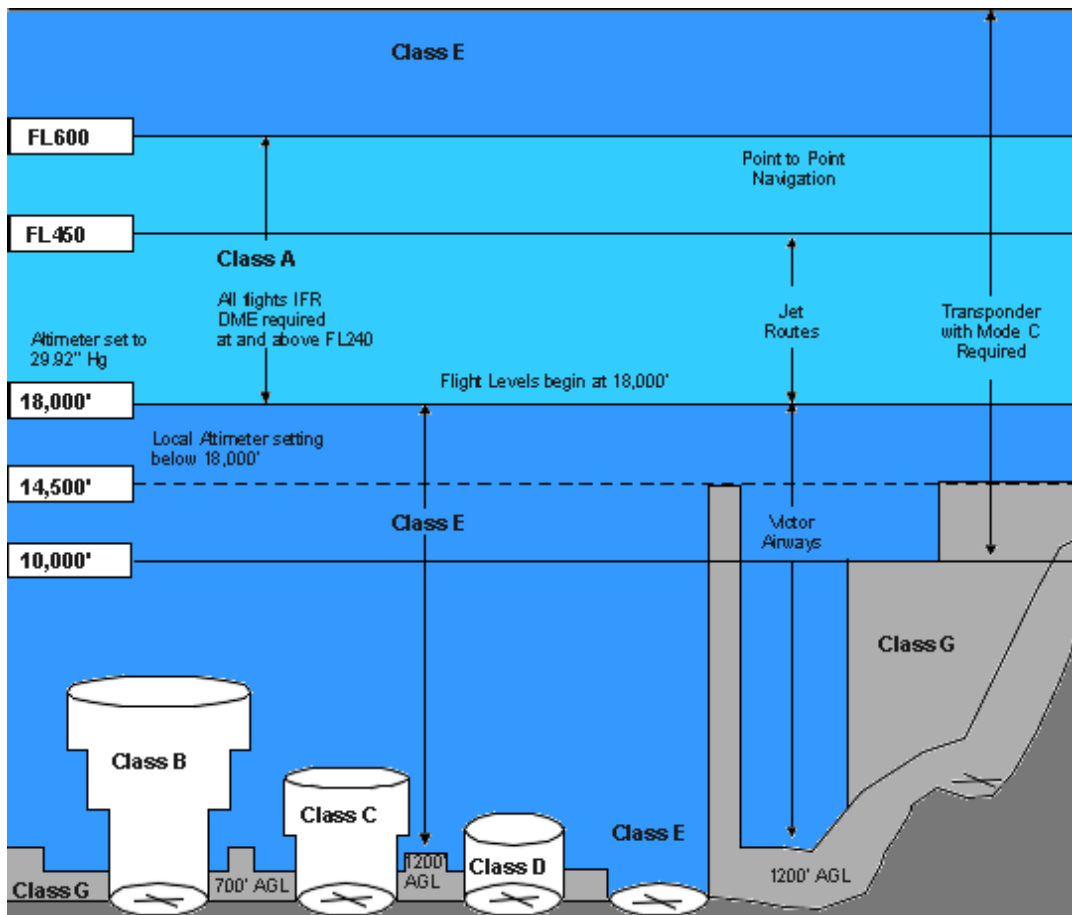 Class E
FL600
Point to Point
Navigation
FL450
Class A
All flights IFR
DME required
at and above FL240
Jet
Routes
Transponder
with Mode C
Required
Altimeter set to
29.92" Hg
18,000'
Flight Levels begin at 18,000'
Local Altimeter setting
below 18,000'
14,500'
Class E
Victor
Airways
10,000'
Class G
Class B
Class C
Class D
Class E
Class G
700' AGL
1200'
AGL
1200' AGL